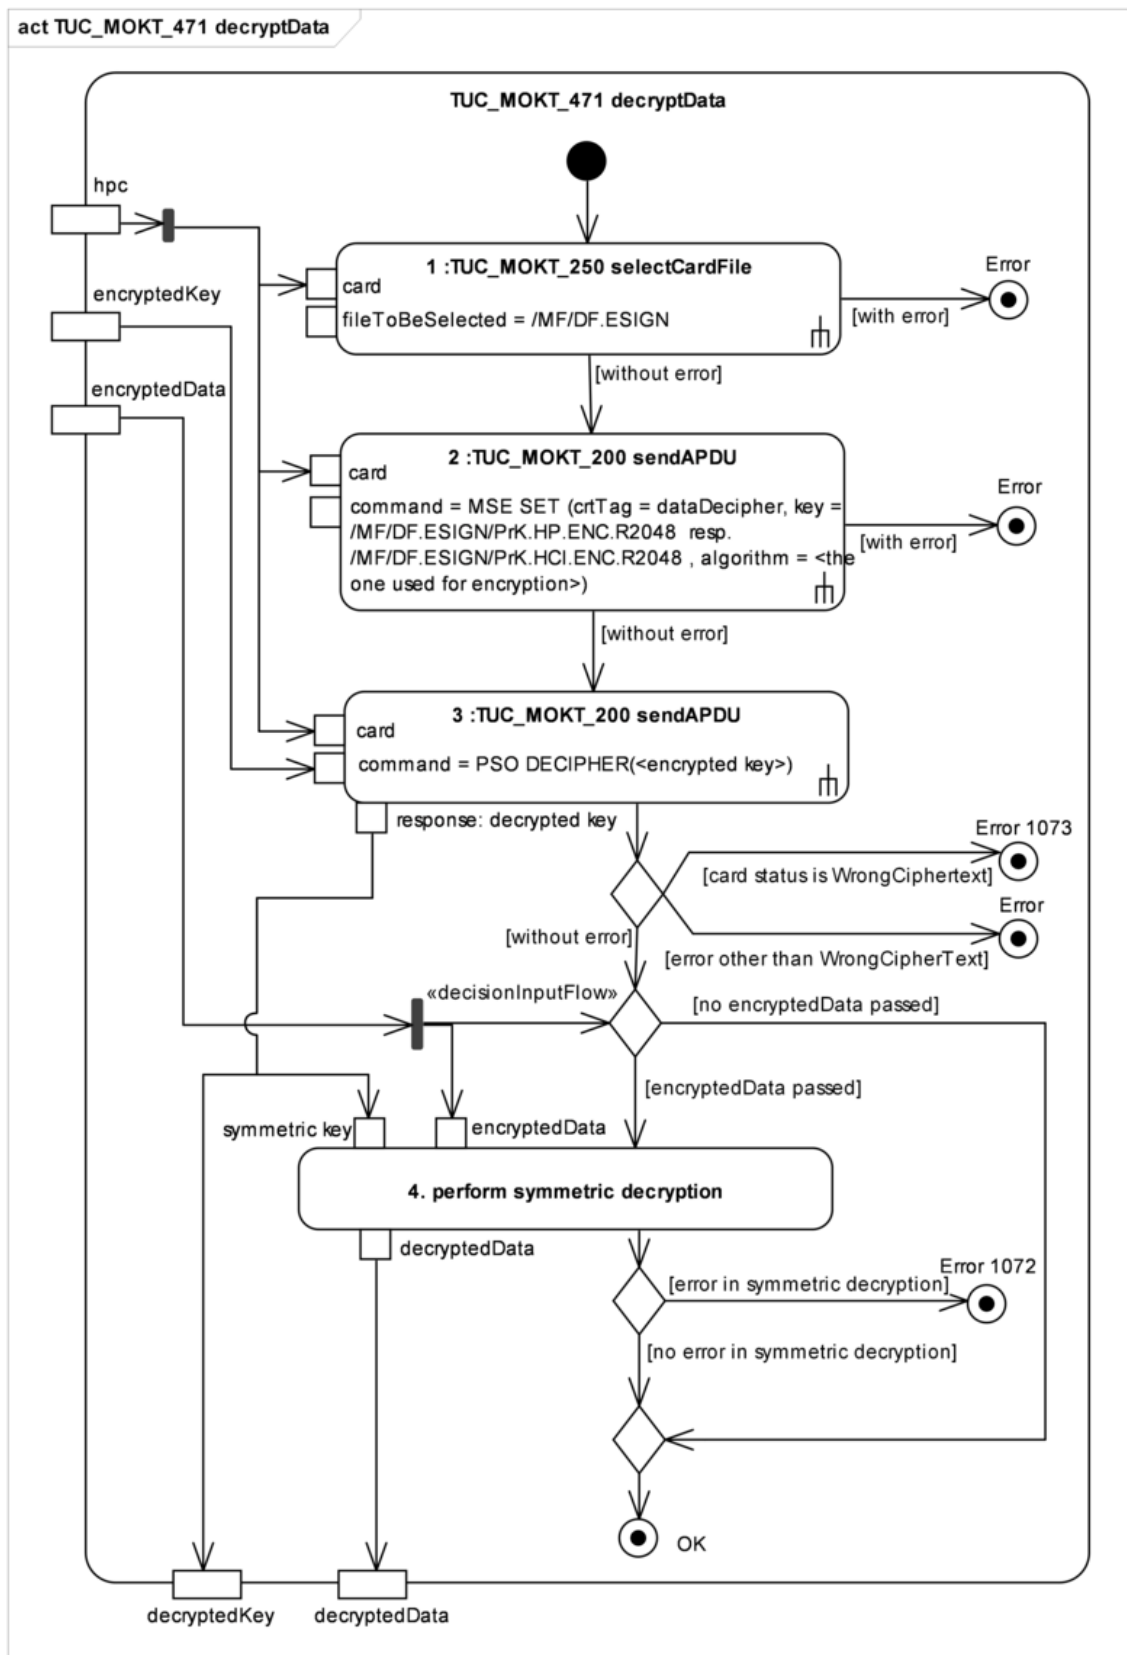 act TUC_MOKT_471 decryptData
TUC_MOKT_471 decryptData
hpc
1 :TUC_MOKT_250 selectCardFile
Error
card
encryptedKey
fileToBeSelected = /MF/DF.ESIGN
[with error]
[without error]
encryptedData
2 :TUC_MOKT_200 sendAPDU
card
Error
command = MSE SET (crtTag = dataDecipher, key =
/MF/DF.ESIGN/PrK.HP.ENC.R2048 resp.
/MF/DF.ESIGN/PrK.HCI.ENC.R2048 , algorithm = <the
one used for encryption>)
[with error]
[without error]
3 :TUC_MOKT_200 sendAPDU
card
command = PSO DECIPHER(<encrypted key>)
response: decrypted key
Error 1073
[card status is WrongCiphertext]
Error
[without error]
[error other than WrongCipherText]
«decisionInputFlow»
[no encryptedData passed]
[encryptedData passed]
symmetric key
encryptedData
4. perform symmetric decryption
decryptedData
Error 1072
[error in symmetric decryption]
[no error in symmetric decryption]
OK
decryptedKey
decryptedData